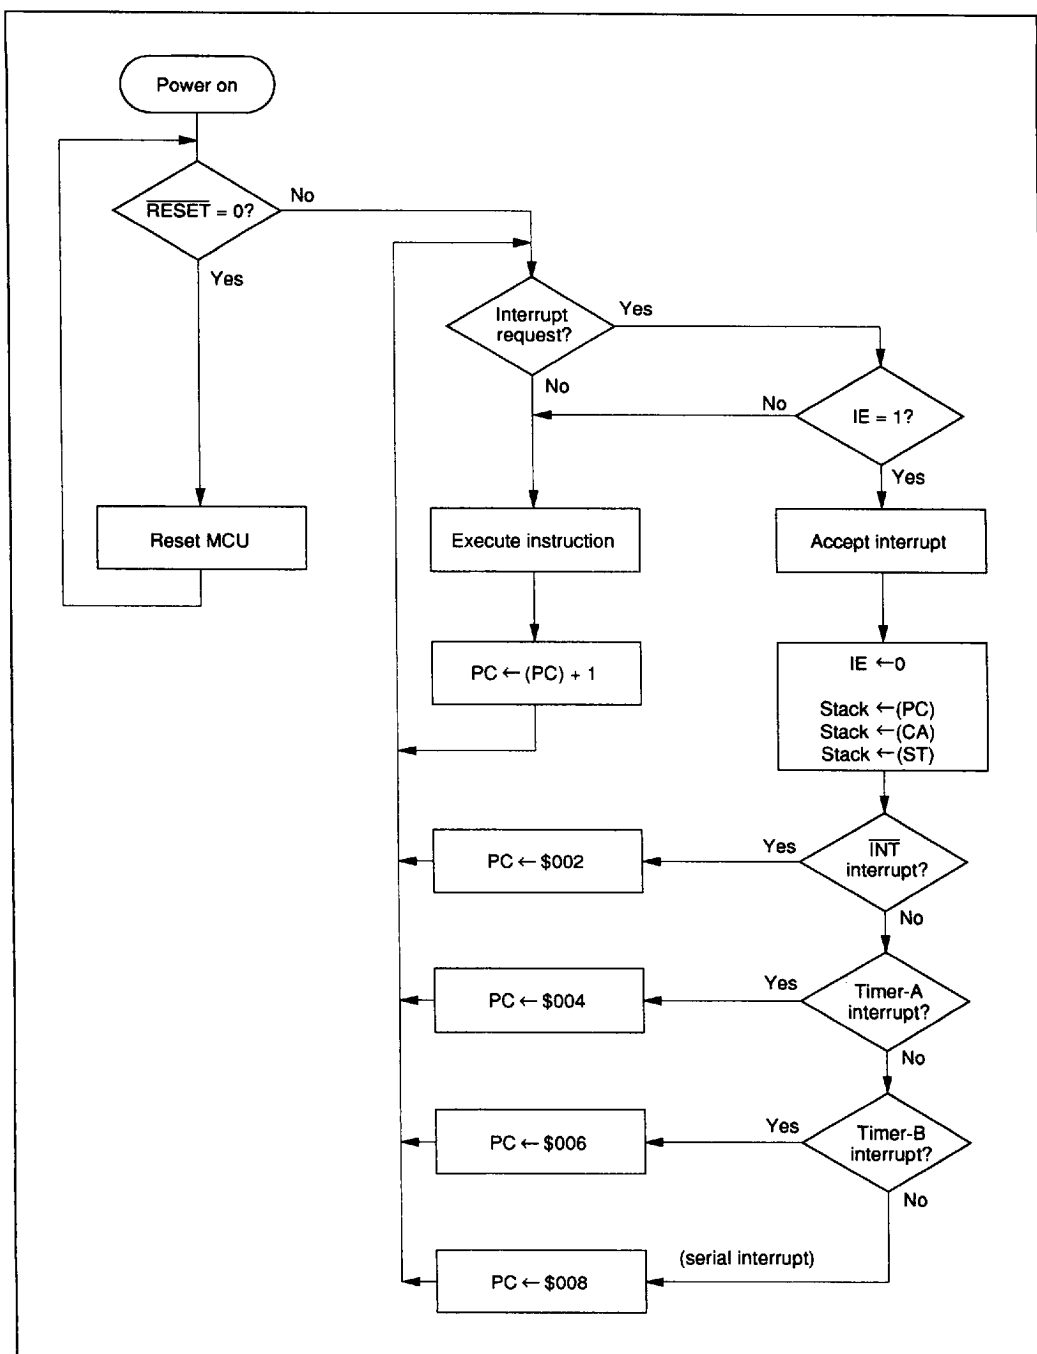 Power on
R̅E̅S̅E̅T̅ = 0?
No
Yes
Reset MCU
Interrupt
request?
Yes
No
IE = 1?
No
Yes
Execute instruction
Accept interrupt
PC ← (PC) + 1
IE ←0
Stack ←(PC)
Stack ←(CA)
Stack ←(ST)
I̅N̅T̅
interrupt?
Yes
PC ← $002
No
Timer-A
interrupt?
Yes
PC ← $004
No
Timer-B
interrupt?
Yes
PC ← $006
No
(serial interrupt)
PC ← $008